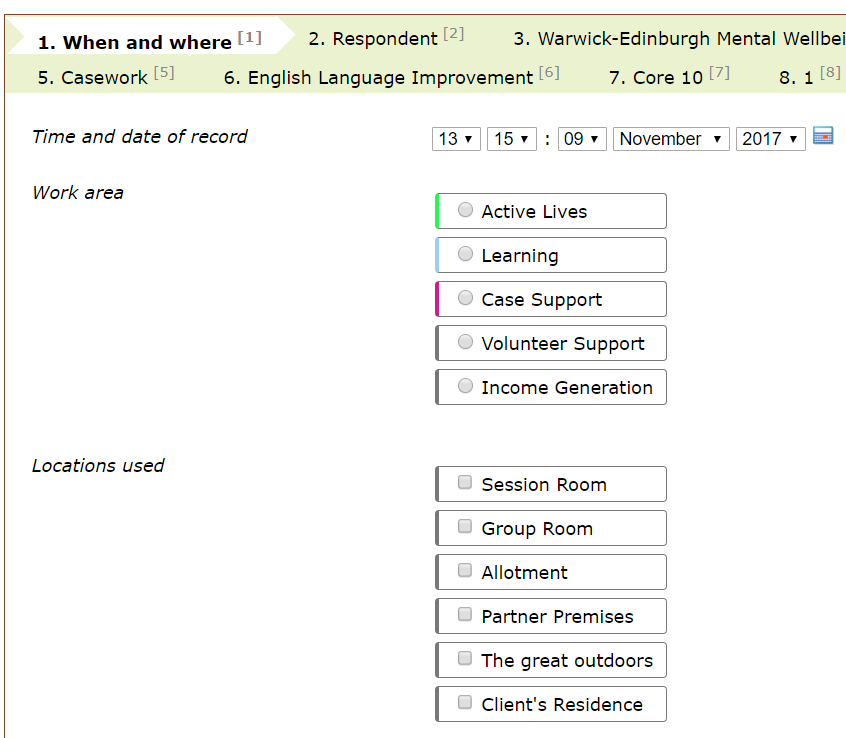 1. When and where [1] 2. Respondent [2] 3. Warwick-Edinburgh Mental
5. Casework [5] 6. English Language Improvement [6] 7. Core 10 [7] 8. 1 [8]
Time and date of record 13 15 : 09 November 2017
Work area
Active Lives
Learning
Case Support
Volunteer Support
Income Generation
Locations used
Session Room
Group Room
Allotment
Partner Premises
The great outdoors
Client's Residence